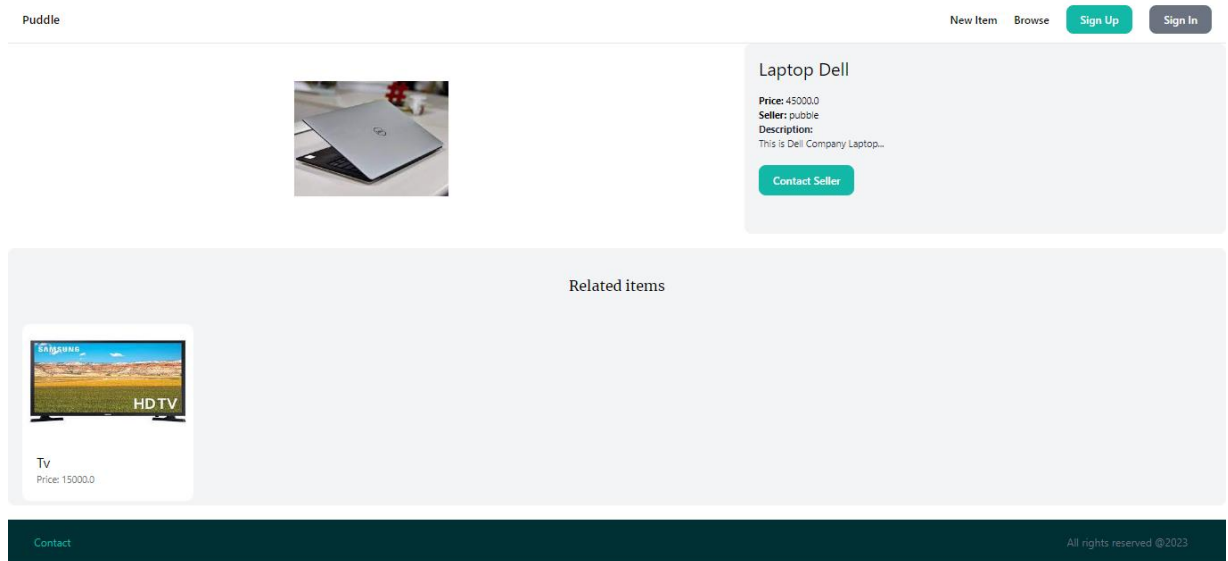 Puddle
New Item Browse Sign Up Sign In
Laptop Dell
Price: 45000.0
Seller: pubble
Description:
This is Dell Company Laptop...
Contact Seller
Related items
SAMSUNG
HDTV
Tv
Price: 15000.0
Contact
All rights reserved @2023